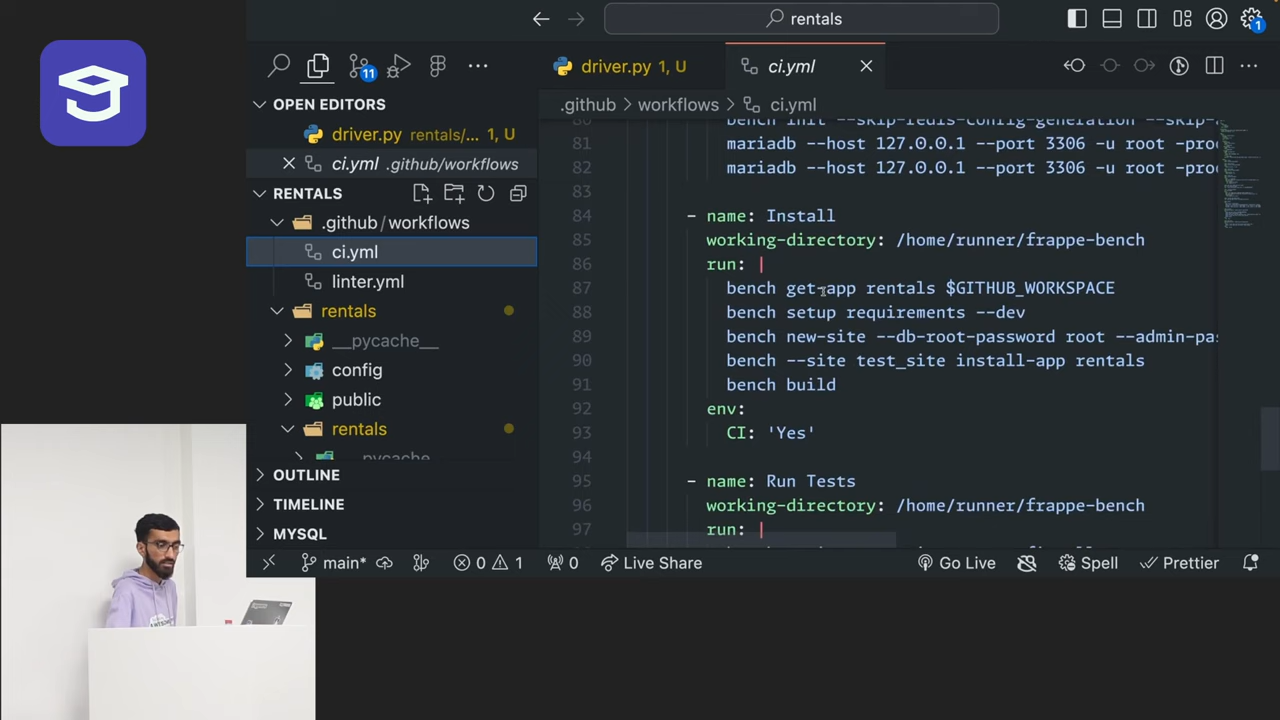 rentals
1
11
driver.py 1, U
ci.yml
OPEN EDITORS
driver.py rentals/... 1, U
ci.yml .github/workflows
RENTALS
.github/workflows
ci.yml
linter.yml
rentals
__pycache__
config
public
rentals
__pycache__
OUTLINE
TIMELINE
MYSQL
.github > workflows > ci.yml
80 bench init --skip-redis-config-generation --skip-
81 mariadb --host 127.0.0.1 --port 3306 -u root -pro
82 mariadb --host 127.0.0.1 --port 3306 -u root -pro
83
84 - name: Install
85 working-directory: /home/runner/frappe-bench
86 run: |
87 bench get-app rentals $GITHUB_WORKSPACE
88 bench setup requirements --dev
89 bench new-site --db-root-password root --admin-pas
90 bench --site test_site install-app rentals
91 bench build
92 env:
93 CI: 'Yes'
94
95 - name: Run Tests
96 working-directory: /home/runner/frappe-bench
97 run: |
main* 0 1 0 Live Share Go Live Spell Prettier